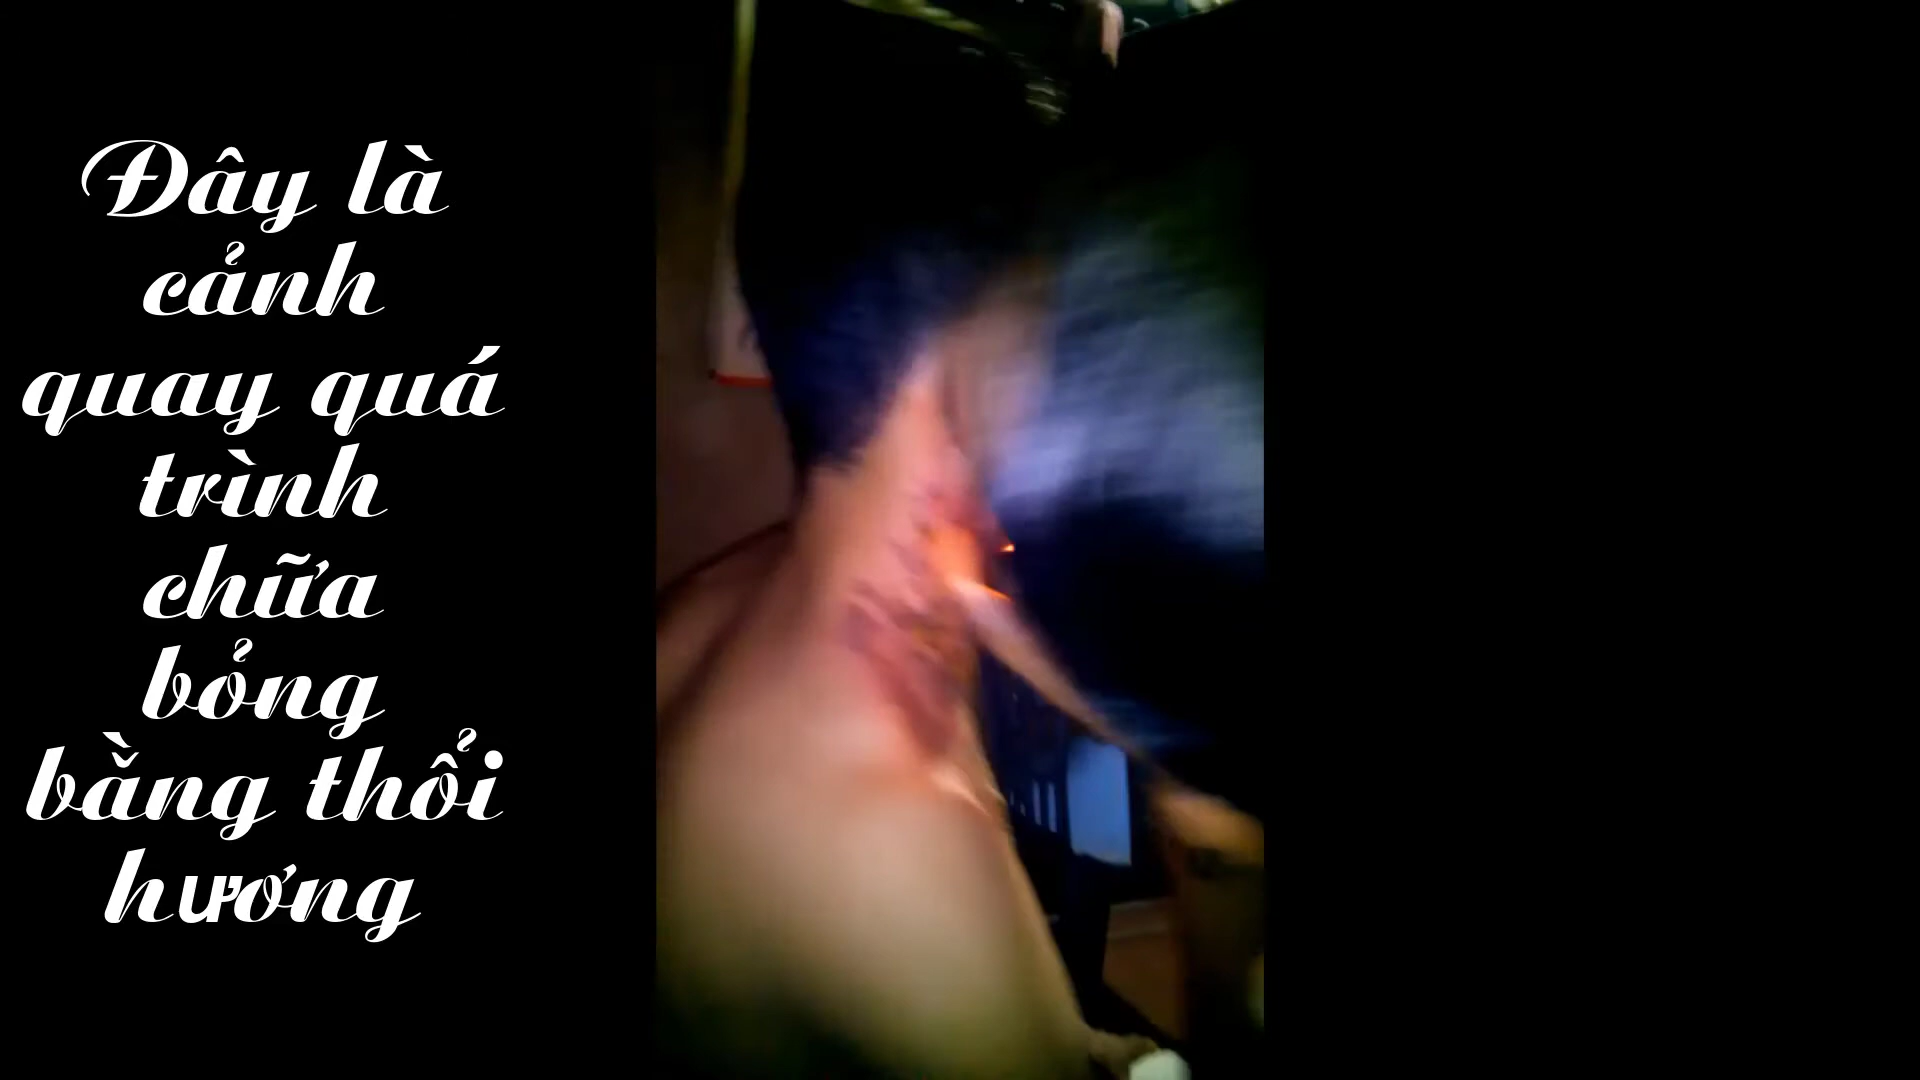 Đây là
cảnh
quay quá
trình
chữa
bỏng
bằng thổi
hương